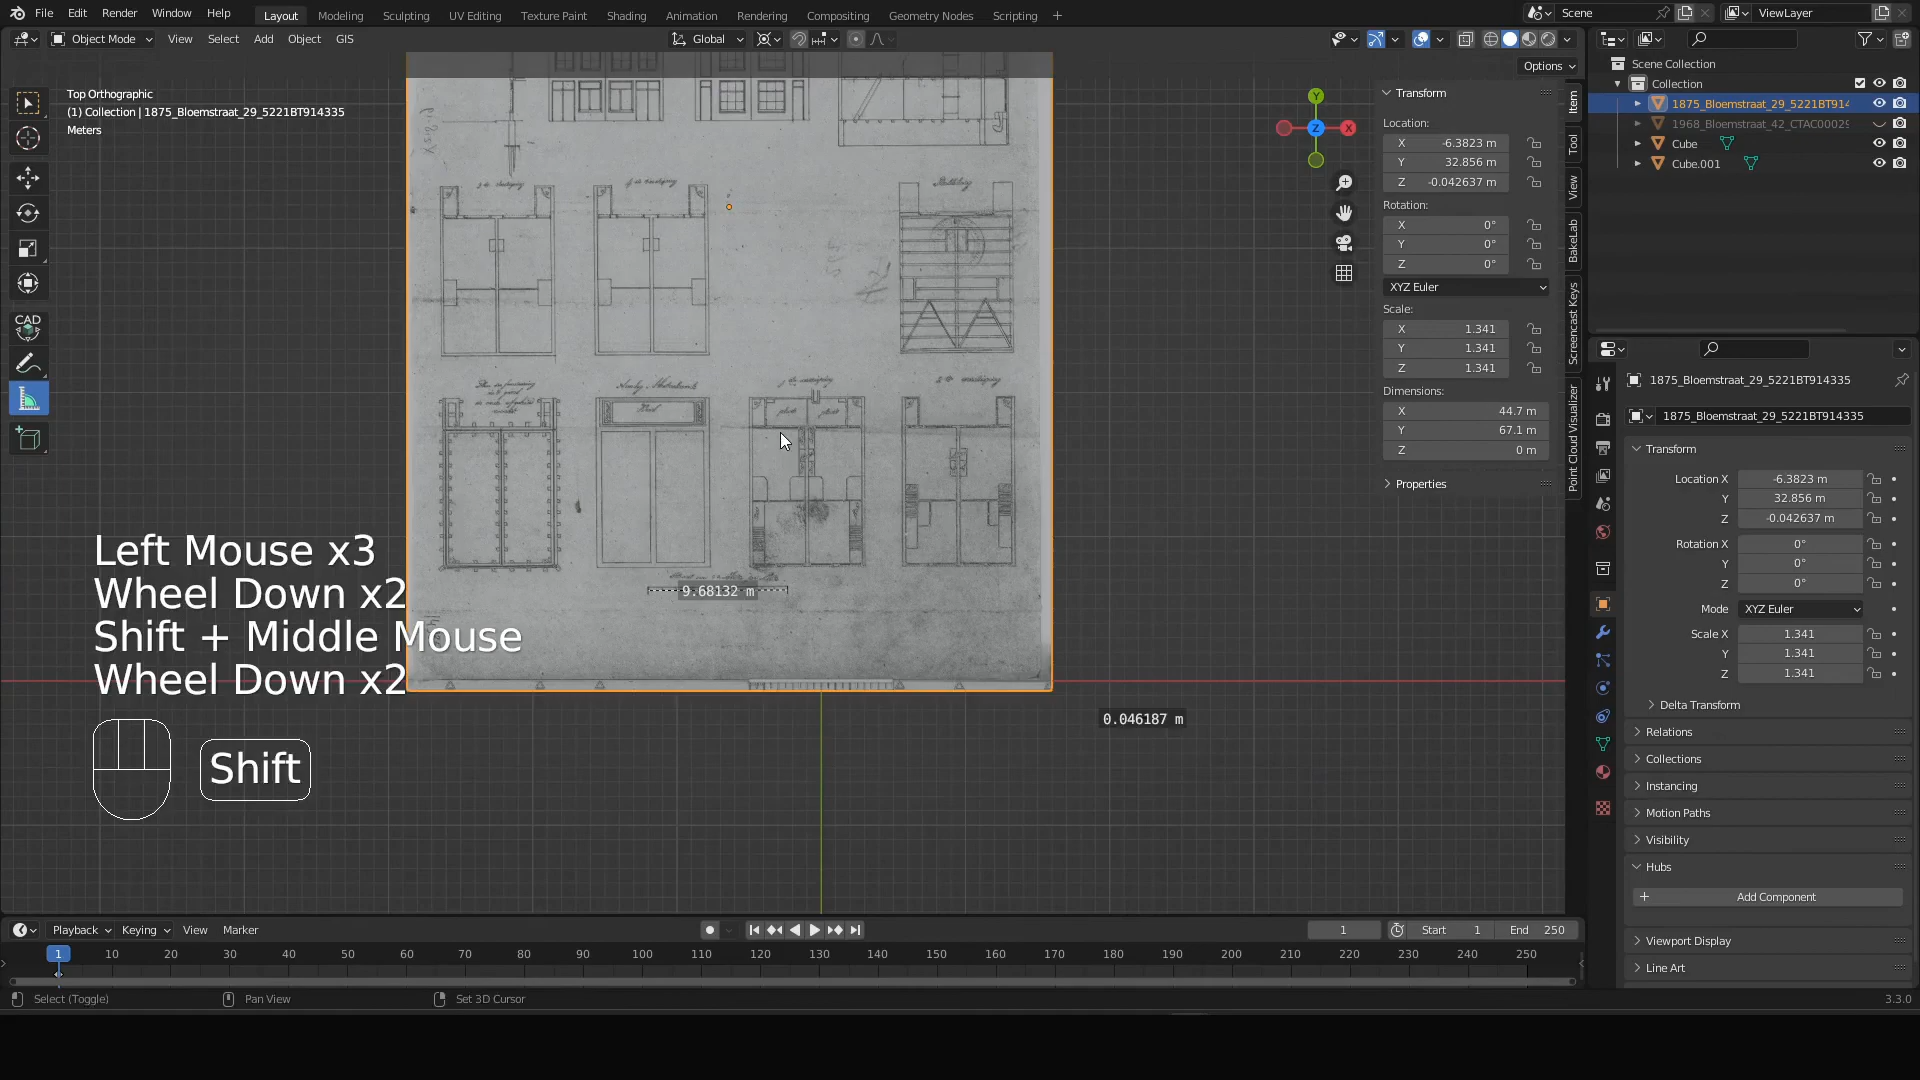 File Edit Render Window Help Layout Modeling Sculpting UV Editing Texture Paint Shading Animation Rendering Compositing Geometry Nodes Scripting
Scene ViewLayer
Object Mode View Select Add Object GIS Global
Options
Top Orthographic
(1) Collection | 1875_Bloemstraat_29_5221BT914335
Meters
Y
Z
X
CAD
9.68132 m
0.046187 m
Left Mouse x3
Wheel Down x2
Shift + Middle Mouse
Wheel Down x2
Shift
Transform
Location:
X -6.3823 m
Y 32.856 m
Z -0.042637 m
Rotation:
X 0°
Y 0°
Z 0°
XYZ Euler
Scale:
X 1.341
Y 1.341
Z 1.341
Dimensions:
X 44.7 m
Y 67.1 m
Z 0 m
Properties
Item
Tool
View
BakeLab
Screencast Keys
Point Cloud Visualizer
Scene Collection
Collection
1875_Bloemstraat_29_5221BT914
1968_Bloemstraat_42_CTAC00029
Cube
Cube.001
1875_Bloemstraat_29_5221BT914335
1875_Bloemstraat_29_5221BT914335
Transform
Location X -6.3823 m
Y 32.856 m
Z -0.042637 m
Rotation X 0°
Y 0°
Z 0°
Mode XYZ Euler
Scale X 1.341
Y 1.341
Z 1.341
Delta Transform
Relations
Collections
Instancing
Motion Paths
Visibility
Hubs
Add Component
Viewport Display
Line Art
Playback Keying View Marker
1 Start 1 End 250
1 10 20 30 40 50 60 70 80 90 100 110 120 130 140 150 160 170 180 190 200 210 220 230 240 250
Select (Toggle) Pan View Set 3D Cursor
3.3.0